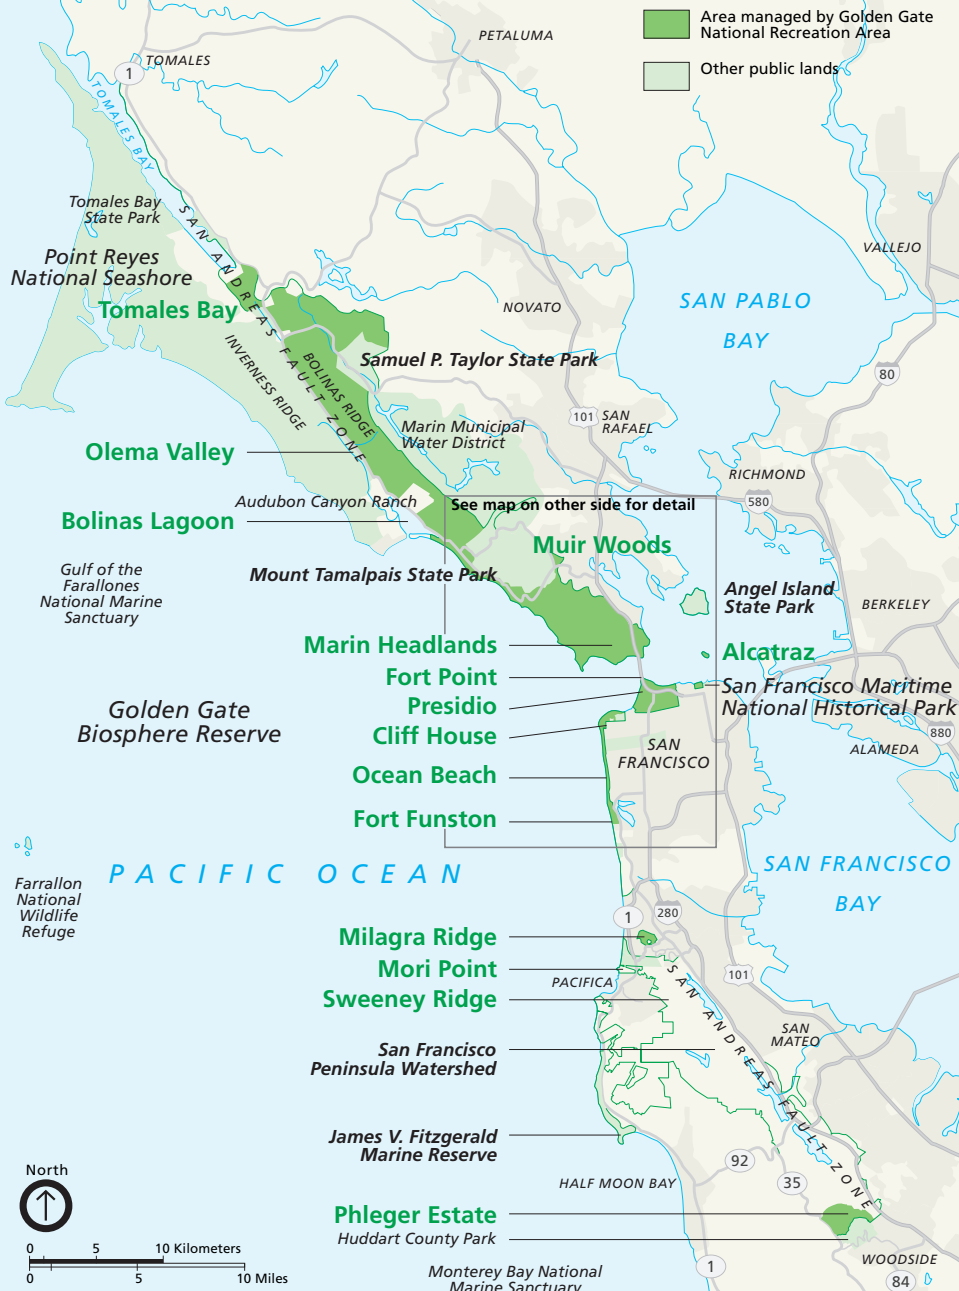 Area managed by Golden Gate
National Recreation Area
Other public lands
PETALUMA
TOMALES
1
TOMALES BAY
Tomales Bay
State Park
SAN ANDREAS FAULT ZONE
Point Reyes
National Seashore
VALLEJO
Tomales Bay
NOVATO
SAN PABLO
BAY
INVERNESS RIDGE
BOLINAS RIDGE
Samuel P. Taylor State Park
80
101
SAN
RAFAEL
Marin Municipal
Water District
Olema Valley
RICHMOND
580
Audubon Canyon Ranch
See map on other side for detail
Bolinas Lagoon
Muir Woods
Gulf of the
Farallones
National Marine
Sanctuary
Mount Tamalpais State Park
Angel Island
State Park
BERKELEY
Marin Headlands
Alcatraz
Fort Point
San Francisco Maritime
National Historical Park
Presidio
Golden Gate
Biosphere Reserve
Cliff House
SAN
FRANCISCO
880
ALAMEDA
Ocean Beach
Fort Funston
PACIFIC OCEAN
SAN FRANCISCO
BAY
Farrallon
National
Wildlife
Refuge
1
280
Milagra Ridge
Mori Point
101
PACIFICA
Sweeney Ridge
SAN ANDREAS FAULT ZONE
SAN
MATEO
San Francisco
Peninsula Watershed
James V. Fitzgerald
Marine Reserve
92
35
HALF MOON BAY
North
Phleger Estate
Huddart County Park
0 5 10 Kilometers
0 5 10 Miles
WOODSIDE
1
84
Monterey Bay National
Marine Sanctuary